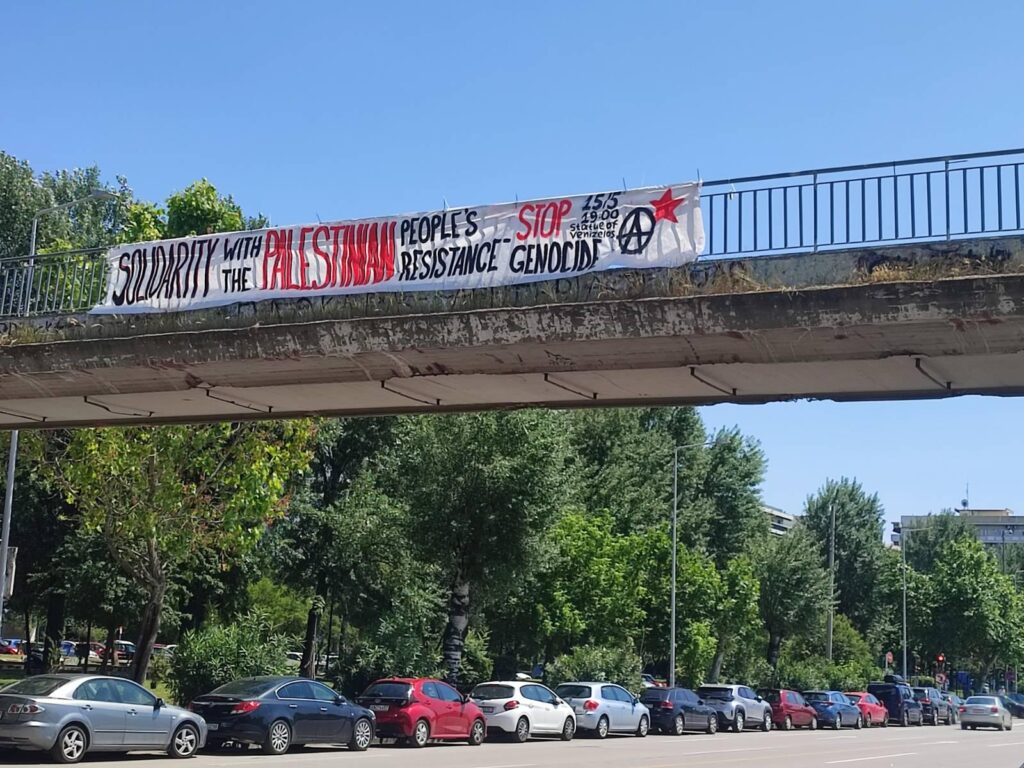 SOLIDARITY WITH THE PALESTINIAN PEOPLE'S RESISTANCE - STOP GENOCIDE
15/5
19.00
Statue of
Venizelos